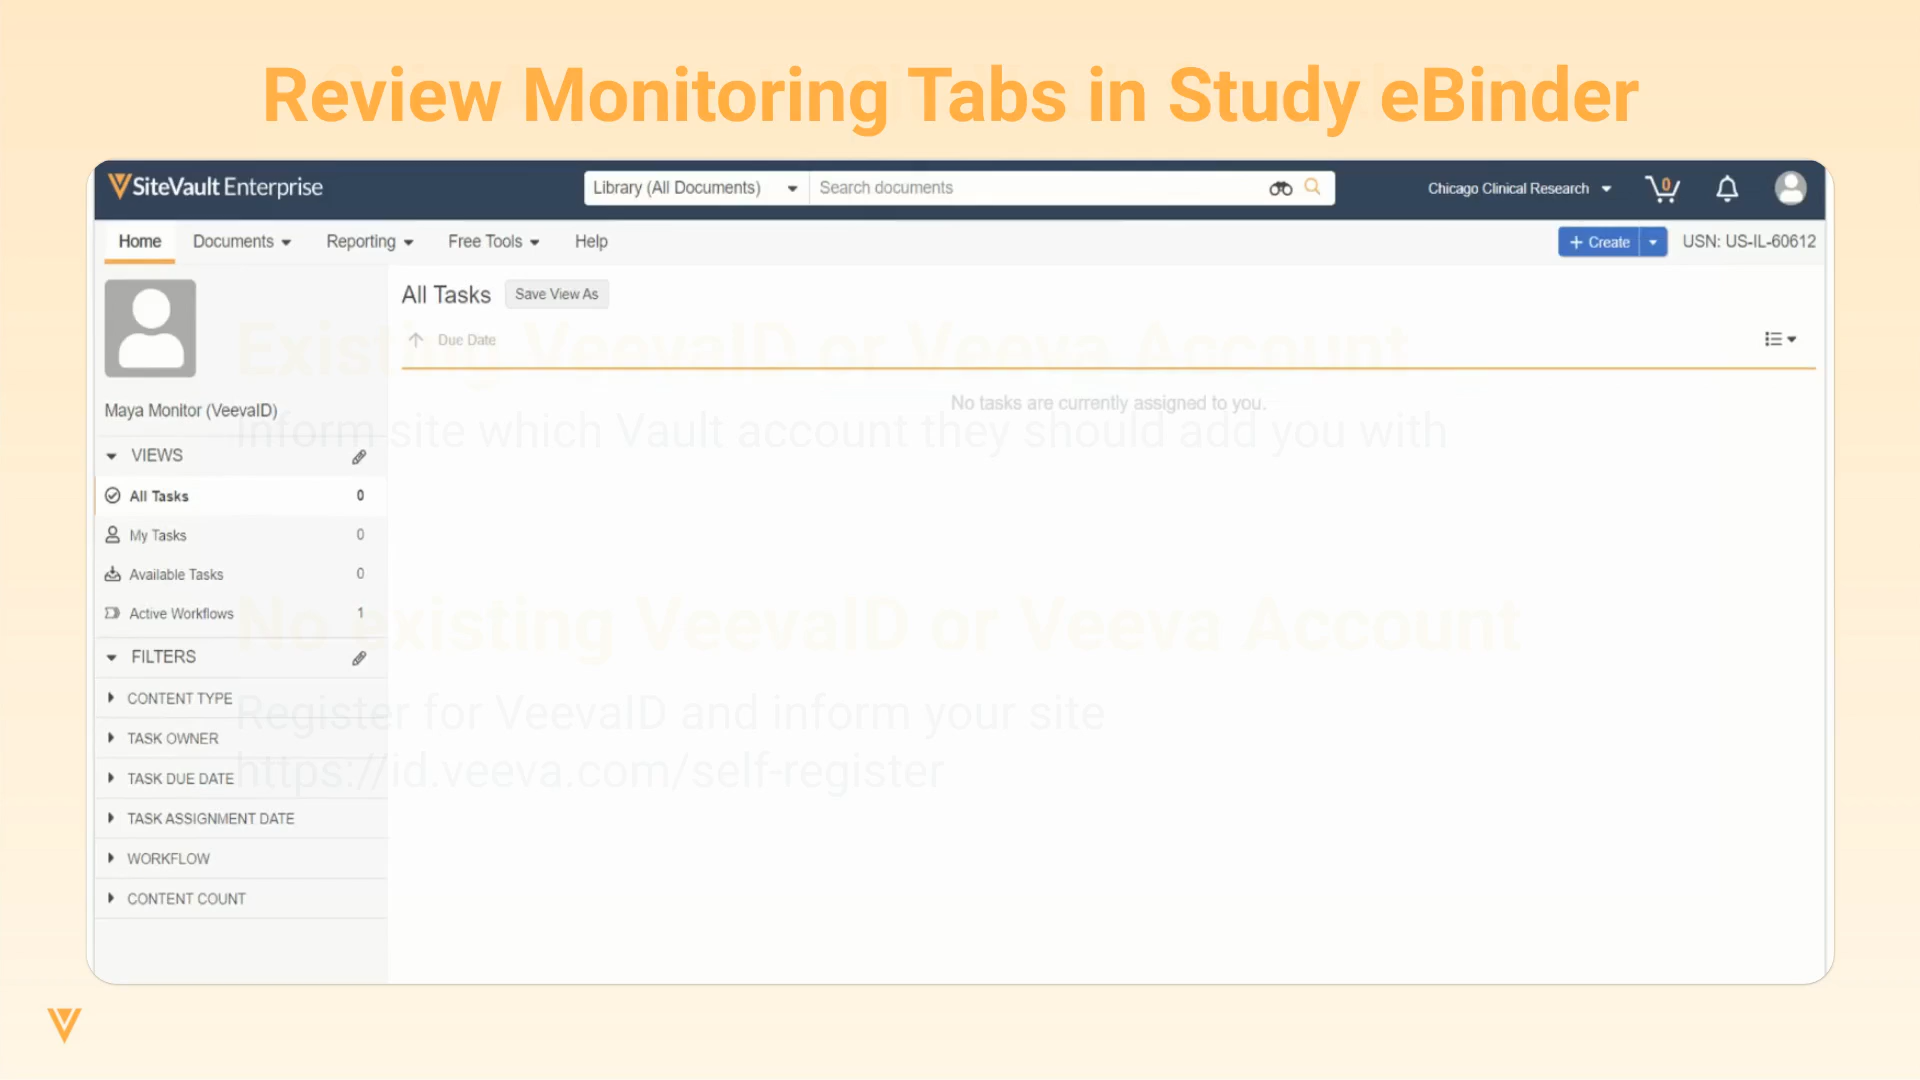 Review Monitoring Tabs in Study eBinder
SiteVault Enterprise
Library (All Documents)
Search documents
Chicago Clinical Research
0
Home
Documents
Reporting
Free Tools
Help
+ Create
USN: US-IL-60612
All Tasks
Save View As
Due Date
Existing VeevaID or Veeva Account
No tasks are currently assigned to you.
Inform site which Vault account they should add you with
Maya Monitor (VeevaID)
VIEWS
All Tasks 0
My Tasks 0
Available Tasks 0
Active Workflows 1
No existing VeevaID or Veeva Account
FILTERS
CONTENT TYPE
Register for VeevaID and inform your site
TASK OWNER
https://id.veeva.com/self-register
TASK DUE DATE
TASK ASSIGNMENT DATE
WORKFLOW
CONTENT COUNT